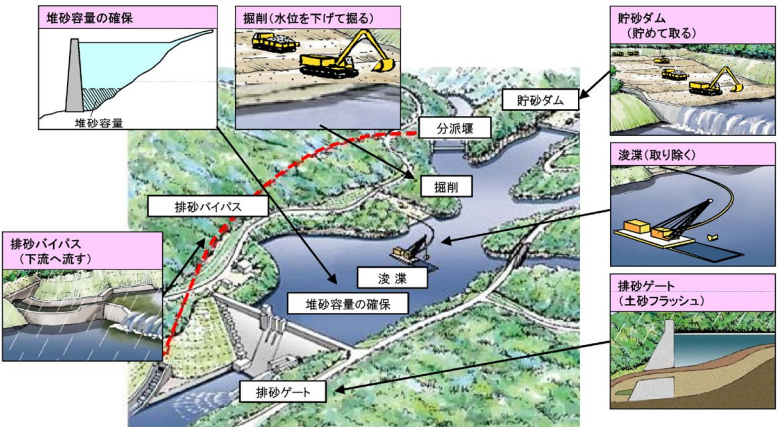 堆砂容量の確保
堆砂容量
掘削(水位を下げて掘る)
貯砂ダム
(貯めて取る)
貯砂ダム
分派堰
掘削
浚渫(取り除く)
排砂バイパス
排砂バイパス
(下流へ流す)
浚 渫
堆砂容量の確保
排砂ゲート
(土砂フラッシュ)
排砂ゲート